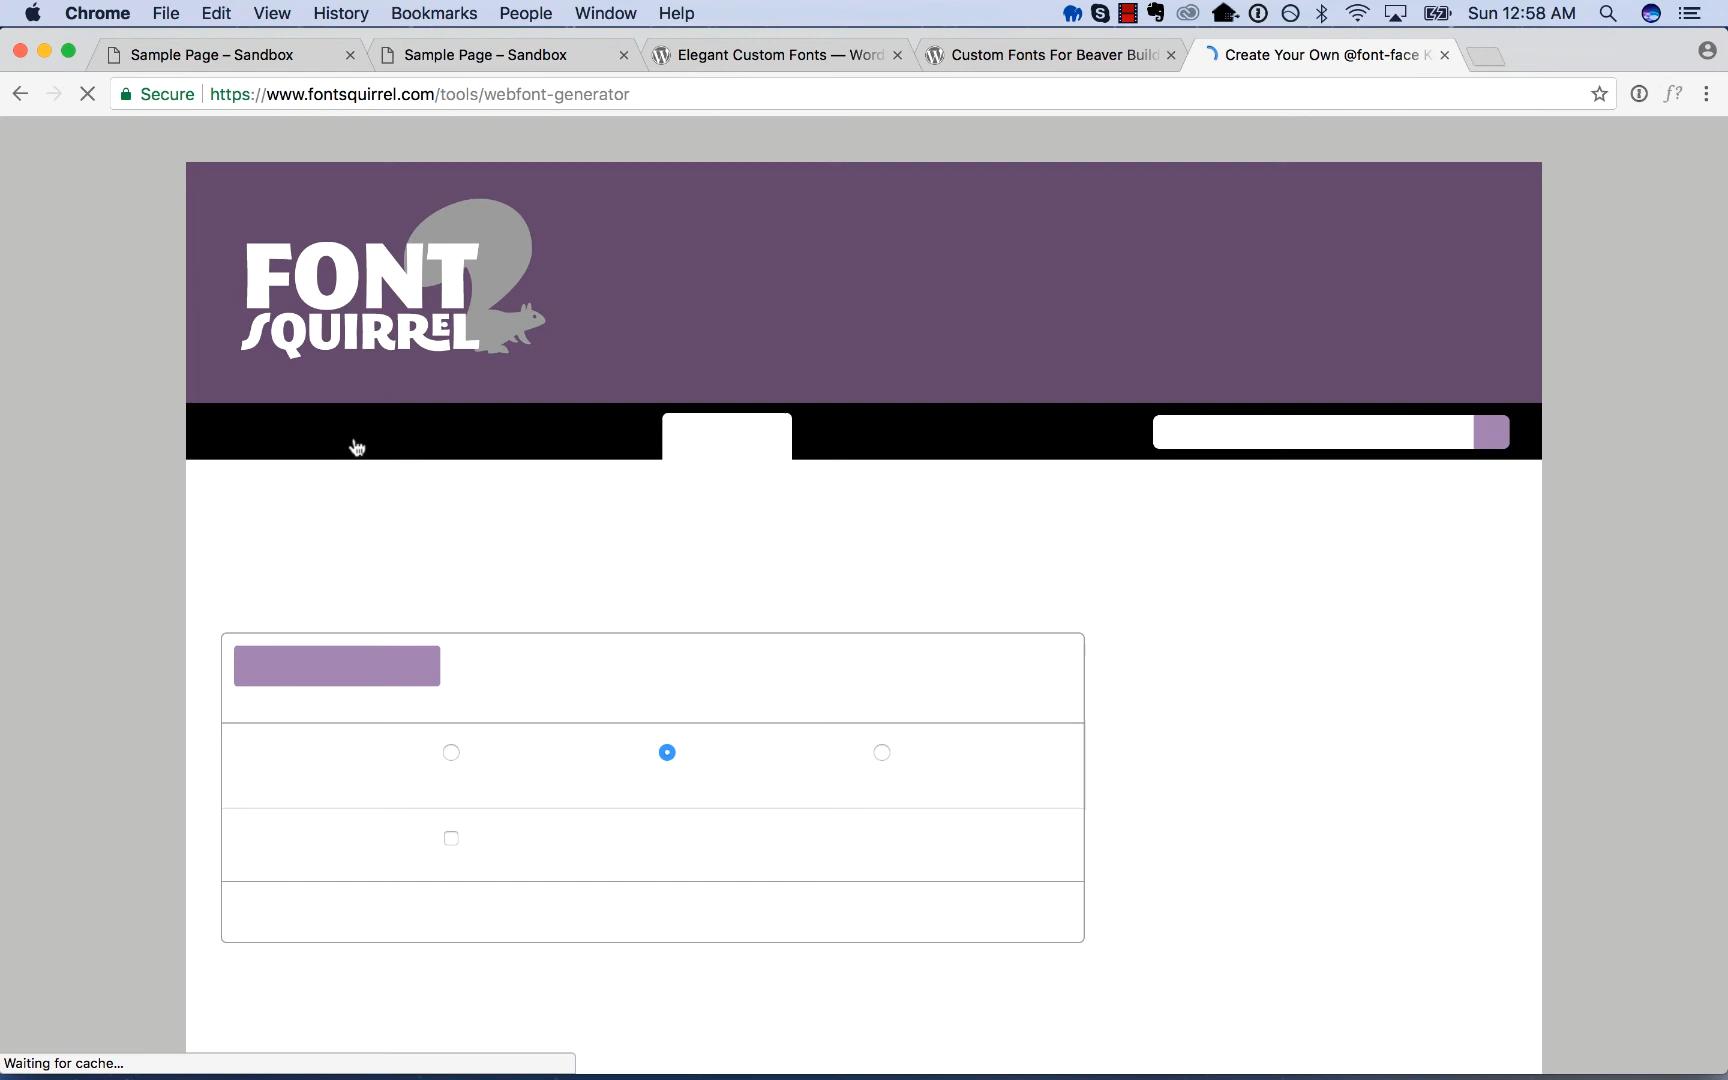 Chrome File Edit View History Bookmarks People Window Help Sun 12:58 AM
Sample Page – Sandbox Sample Page – Sandbox Elegant Custom Fonts — Word Custom Fonts For Beaver Build Create Your Own @font-face K
Secure https://www.fontsquirrel.com/tools/webfont-generator f?
FONT
SQUIRREL
Waiting for cache...